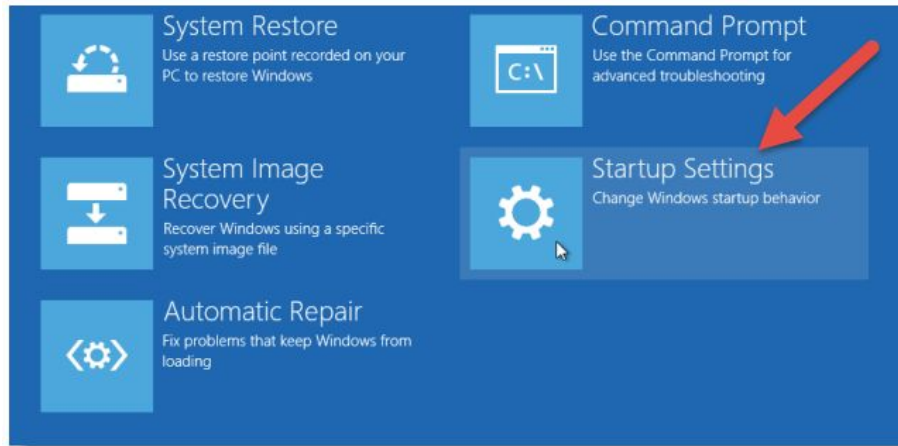 System Restore
Use a restore point recorded on your
PC to restore Windows
Command Prompt
Use the Command Prompt for
advanced troubleshooting
C:\
System Image
Recovery
Recover Windows using a specific
system image file
Startup Settings
Change Windows startup behavior
Automatic Repair
Fix problems that keep Windows from
loading